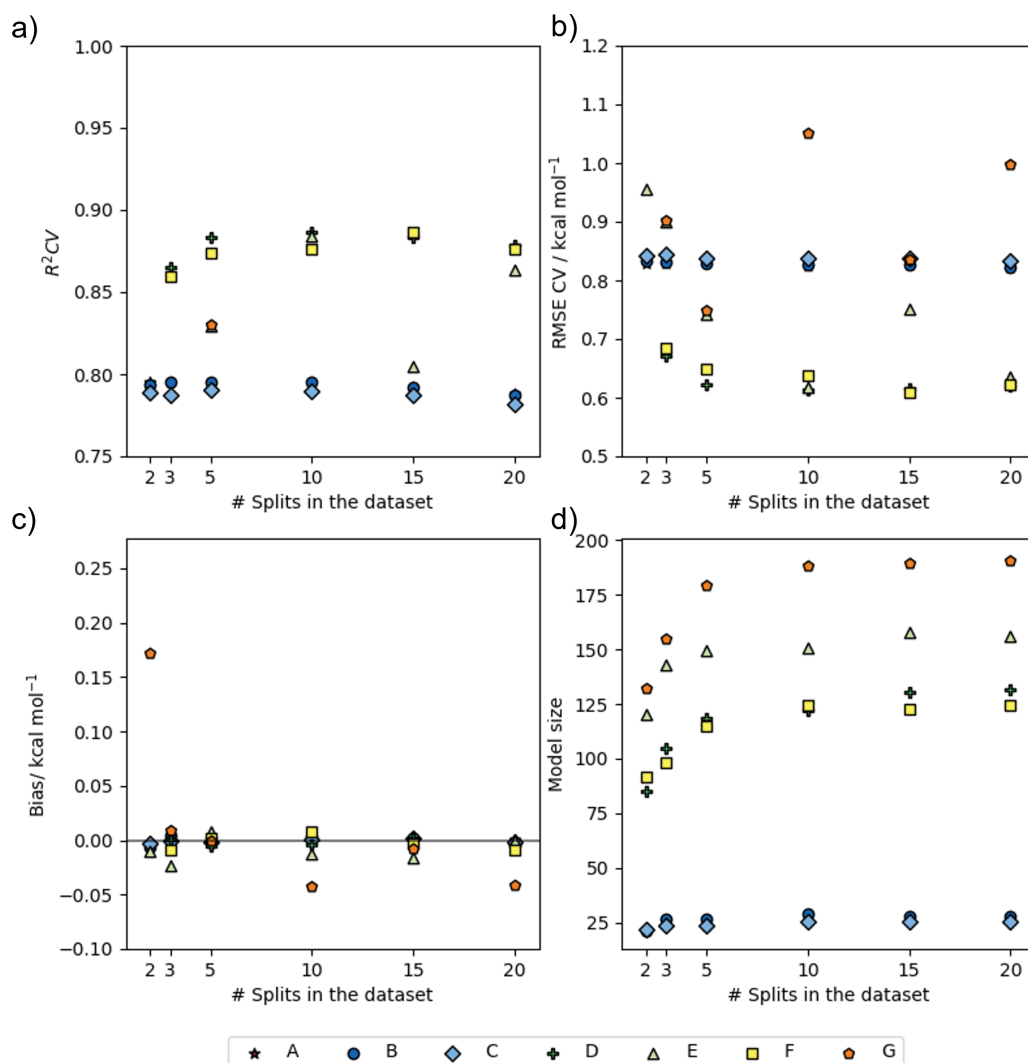 a)
1.00
0.95
0.90
0.85
0.80
0.75
R²CV
2 3 5 10 15 20
# Splits in the dataset
b)
1.2
1.1
1.0
0.9
0.8
0.7
0.6
0.5
RMSE CV / kcal mol⁻¹
2 3 5 10 15 20
# Splits in the dataset
c)
0.25
0.20
0.15
0.10
0.05
0.00
−0.05
−0.10
Bias/ kcal mol⁻¹
2 3 5 10 15 20
# Splits in the dataset
d)
200
175
150
125
100
75
50
25
Model size
2 3 5 10 15 20
# Splits in the dataset
A B C D E F G